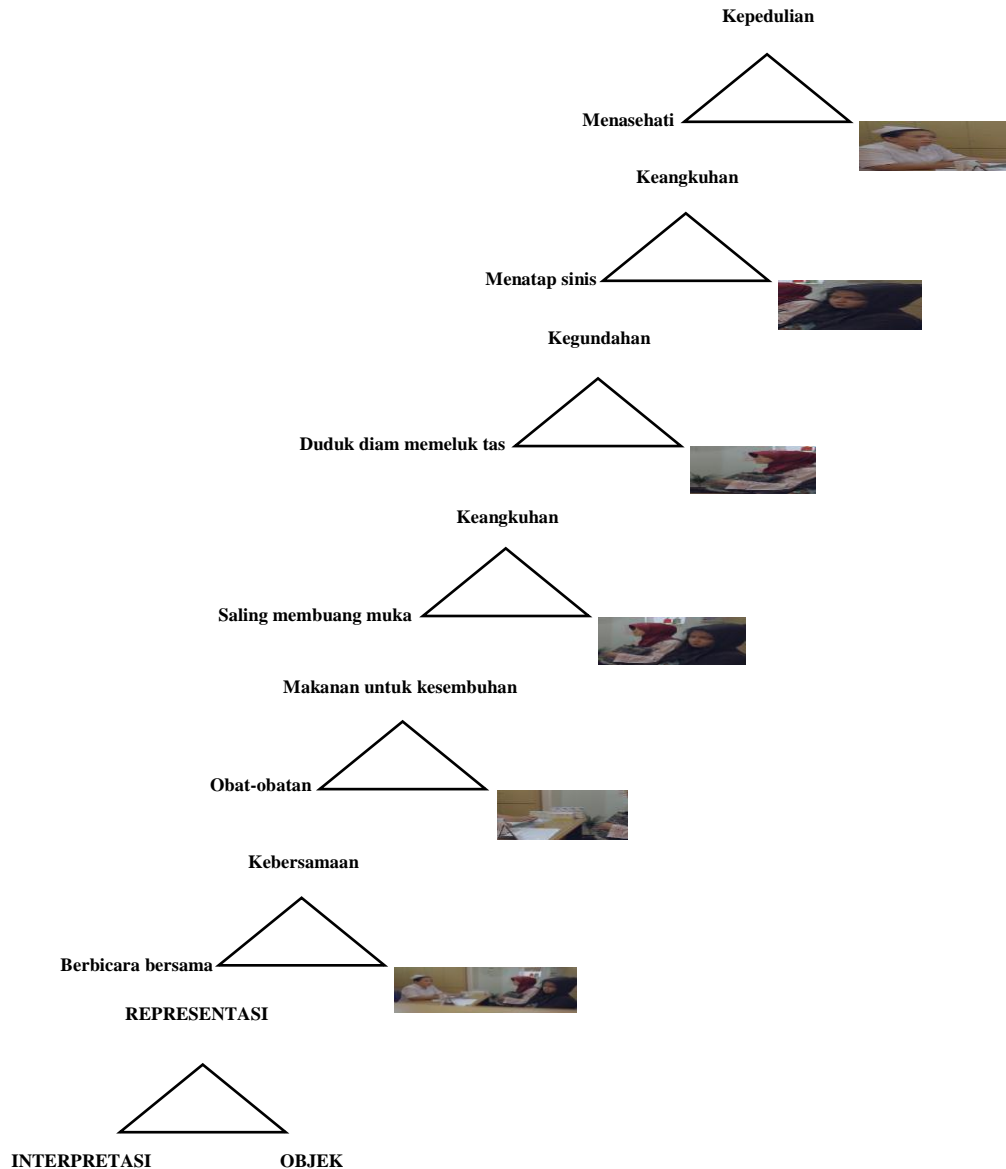 Kepedulian
Menasehati
Keangkuhan
Menatap sinis
Kegundahan
Duduk diam memeluk tas
Keangkuhan
Saling membuang muka
Makanan untuk kesembuhan
Obat-obatan
Kebersamaan
Berbicara bersama
REPRESENTASI
INTERPRETASI OBJEK